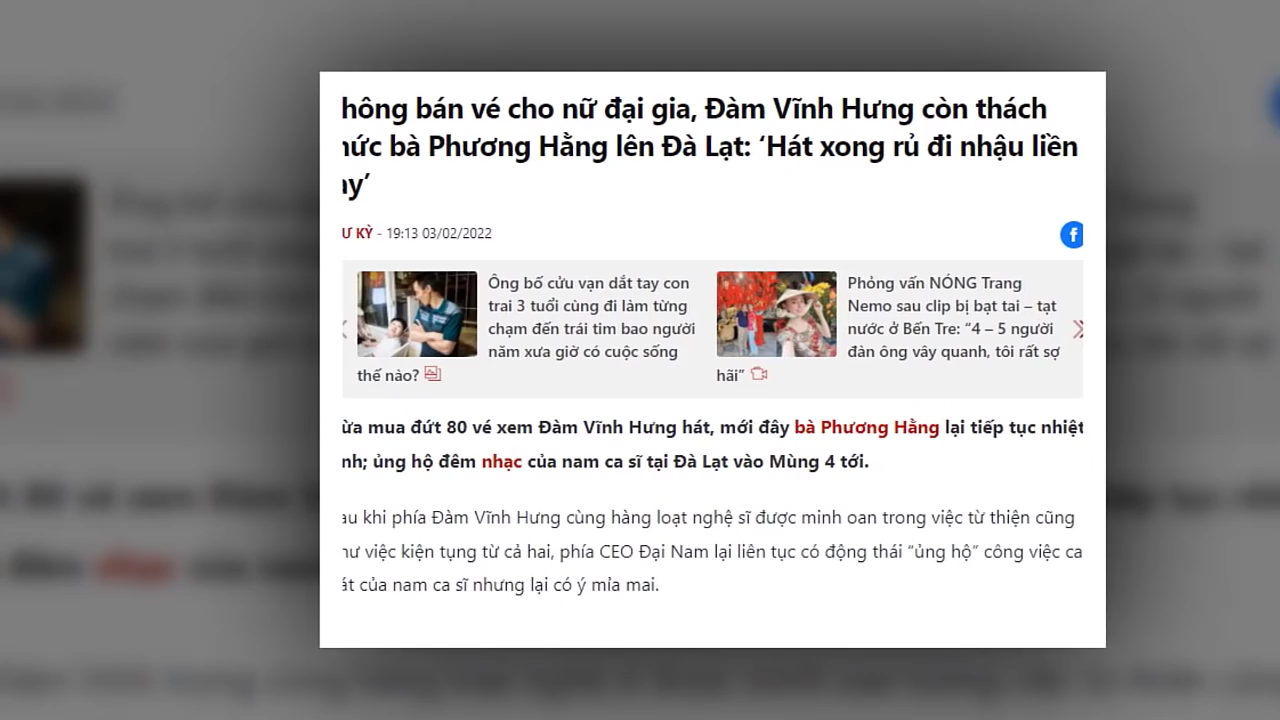 hông bán vé cho nữ đại gia, Đàm Vĩnh Hưng còn thách
ức bà Phương Hằng lên Đà Lạt: ‘Hát xong rủ đi nhậu liền
ay’
Ư KỲ - 19:13 03/02/2022
Ông bố cửu vạn dắt tay con
trai 3 tuổi cùng đi làm từng
chạm đến trái tim bao người
năm xưa giờ có cuộc sống
thế nào?
Phỏng vấn NÓNG Trang
Nemo sau clip bị bạt tai – tạt
nước ở Bến Tre: “4 – 5 người
đàn ông vây quanh, tôi rất sợ
hãi”
ừa mua đứt 80 vé xem Đàm Vĩnh Hưng hát, mới đây bà Phương Hằng lại tiếp tục nhiệt
nh; ủng hộ đêm nhạc của nam ca sĩ tại Đà Lạt vào Mùng 4 tới.
au khi phía Đàm Vĩnh Hưng cùng hàng loạt nghệ sĩ được minh oan trong việc từ thiện cũng
hư việc kiện tụng từ cả hai, phía CEO Đại Nam lại liên tục có động thái “ủng hộ” công việc ca
át của nam ca sĩ nhưng lại có ý mỉa mai.